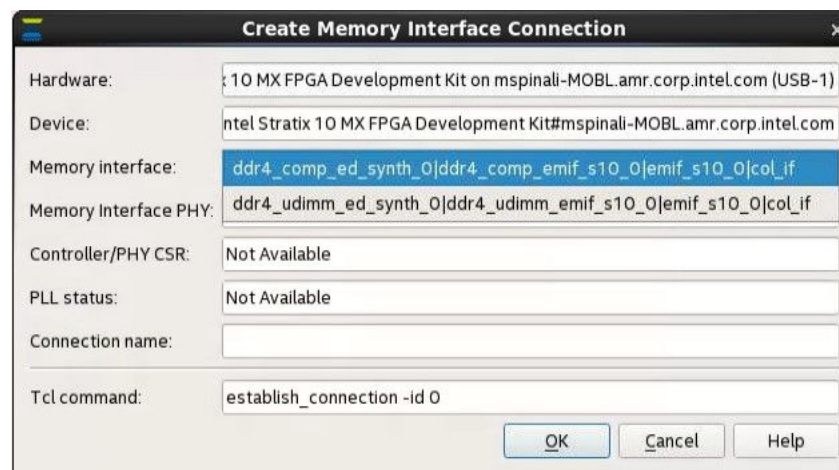 Create Memory Interface Connection
Hardware: 10 MX FPGA Development Kit on mspinali-MOBL.amr.corp.intel.com (USB-1)
Device: ntel Stratix 10 MX FPGA Development Kit#mspinali-MOBL.amr.corp.intel.com
Memory interface: ddr4_comp_ed_synth_0|ddr4_comp_emif_s10_0|emif_s10_0|col_if
Memory Interface PHY: ddr4_udimm_ed_synth_0|ddr4_udimm_emif_s10_0|emif_s10_0|col_if
Controller/PHY CSR: Not Available
PLL status: Not Available
Connection name:
Tcl command: establish_connection -id 0
OK Cancel Help